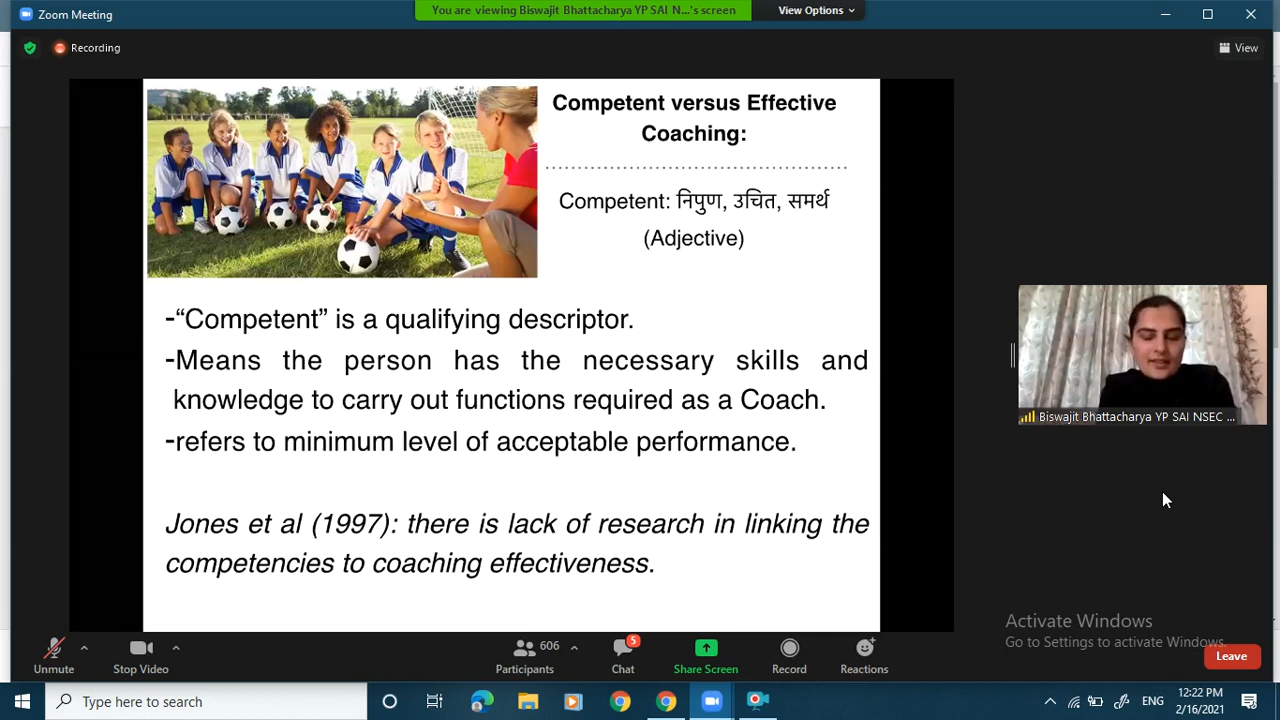 Zoom Meeting
You are viewing Biswajit Bhattacharya YP SAI N...'s screen
View Options
Recording
View
Competent versus Effective
Coaching:
Competent: निपुण, उचित, समर्थ
(Adjective)
-“Competent” is a qualifying descriptor.
-Means the person has the necessary skills and
knowledge to carry out functions required as a Coach.
-refers to minimum level of acceptable performance.
Jones et al (1997): there is lack of research in linking the
competencies to coaching effectiveness.
Biswajit Bhattacharya YP SAI NSEC ...
Activate Windows
Go to Settings to activate Windows.
Unmute
Stop Video
606
Participants
5
Chat
Share Screen
Record
Reactions
Leave
Type here to search
ENG
12:22 PM
2/16/2021